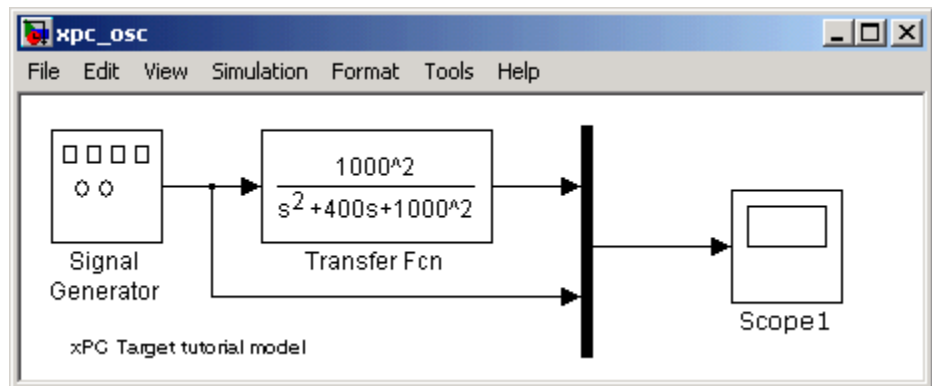 xpc_osc
File Edit View Simulation Format Tools Help
1000^2
s2+400s+1000^2
Signal
Generator
Transfer Fcn
Scope1
xPC Target tutorial model